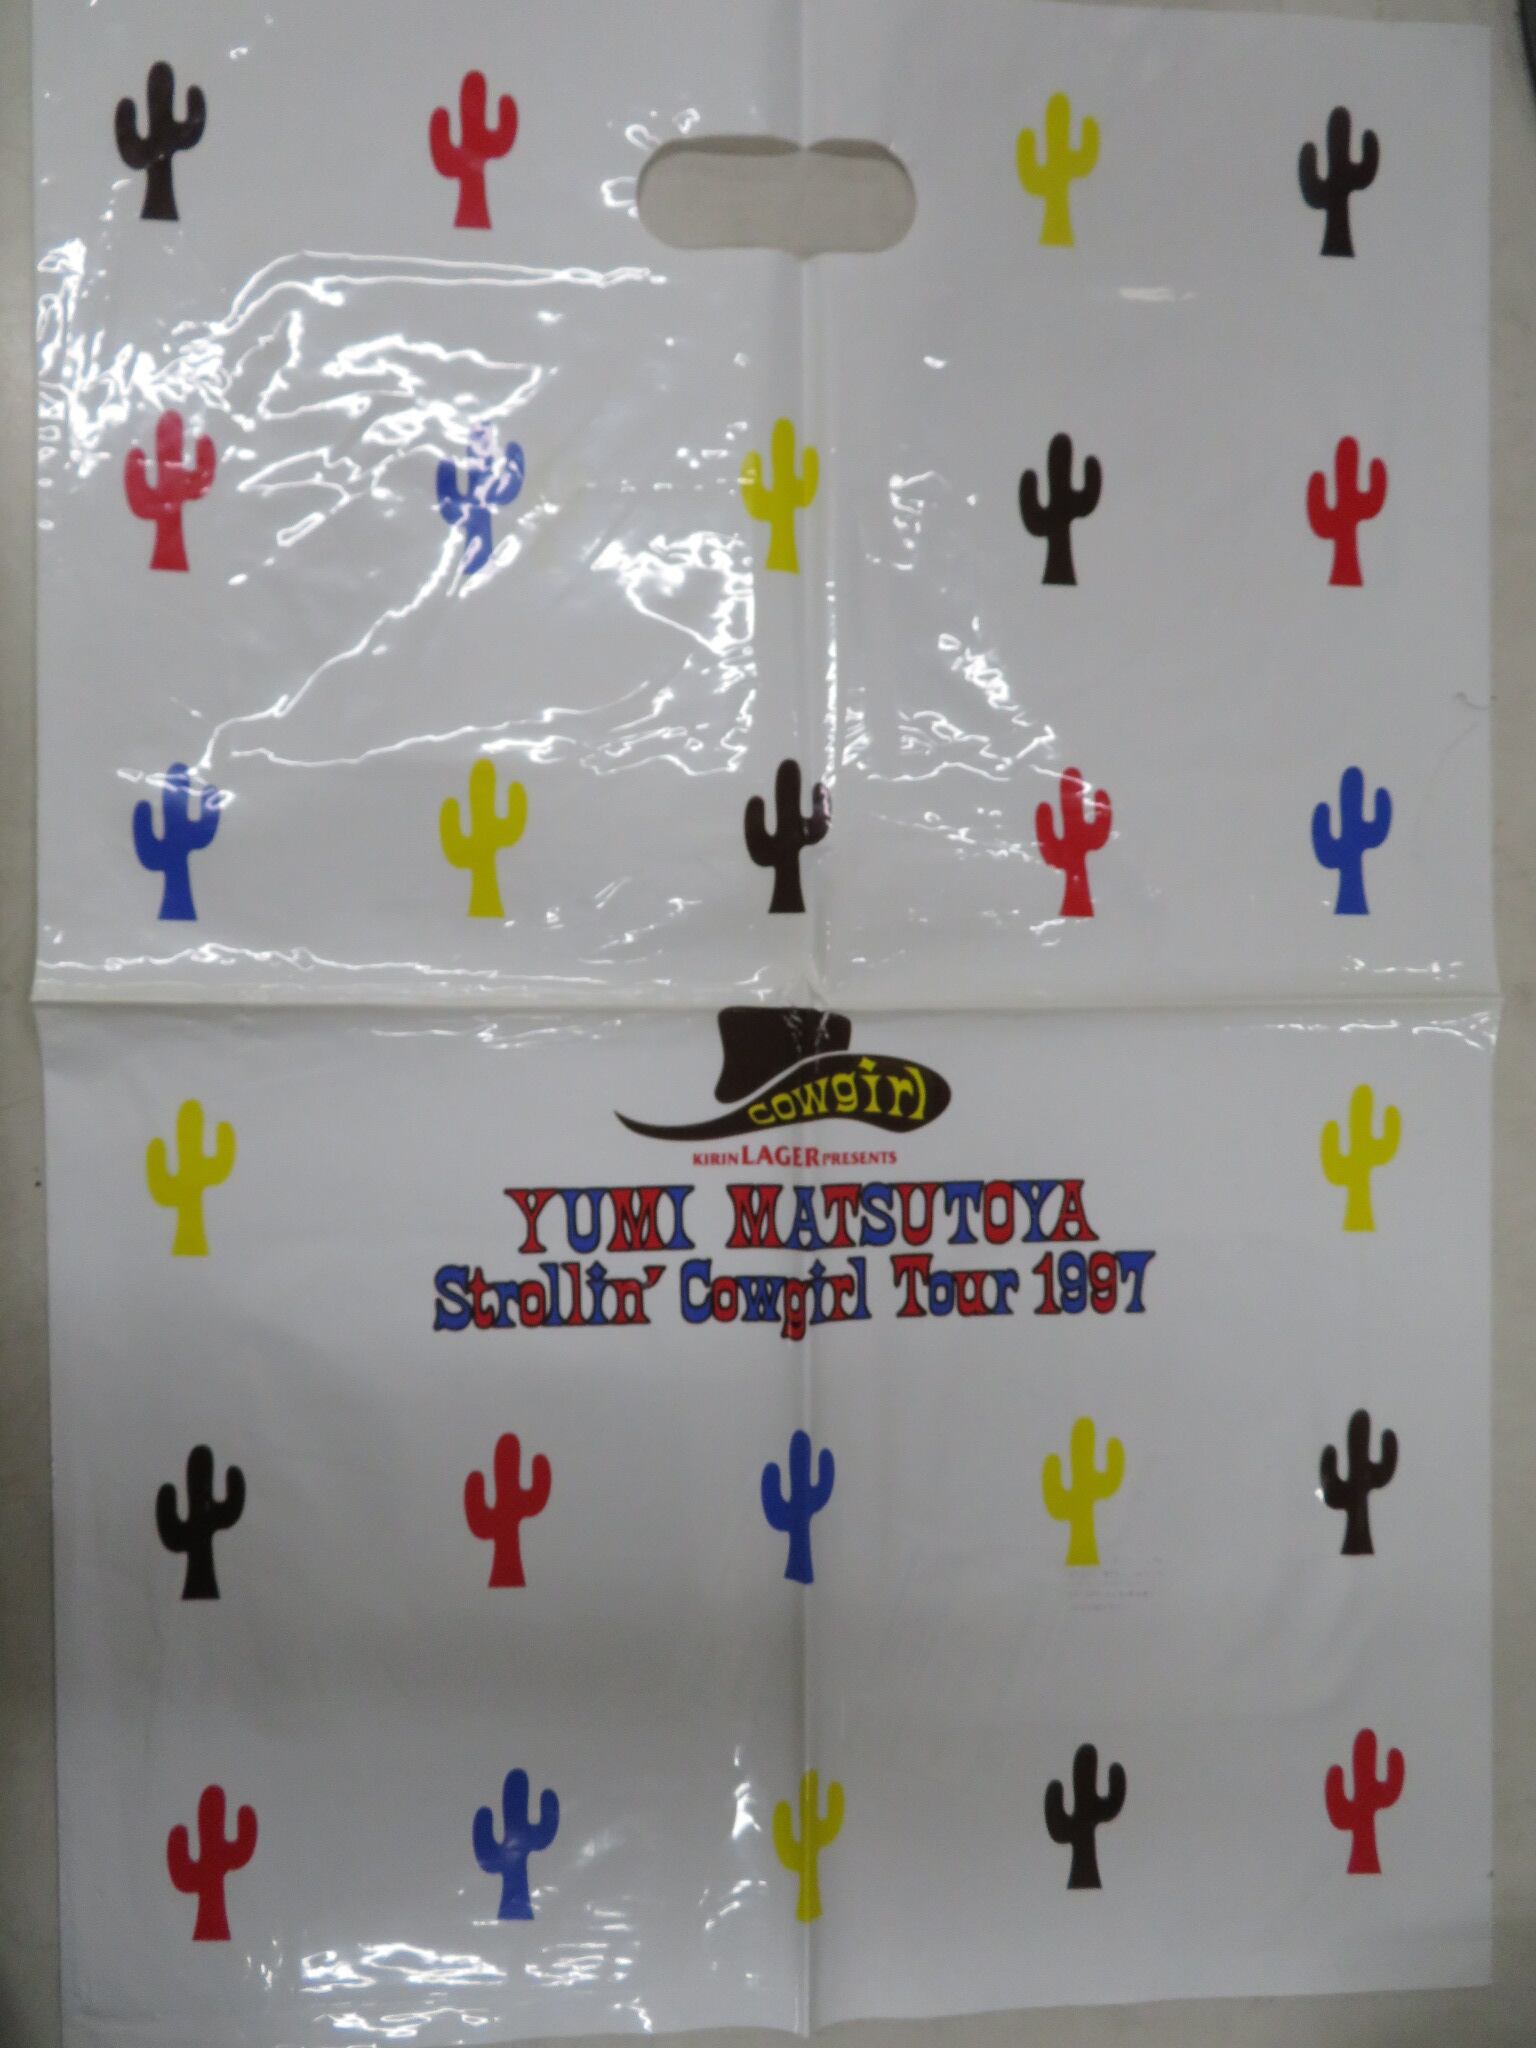 cowgirl
KIRIN LAGER PRESENTS
YUMI MATSUTOYA
Strollin' Cowgirl Tour 1997